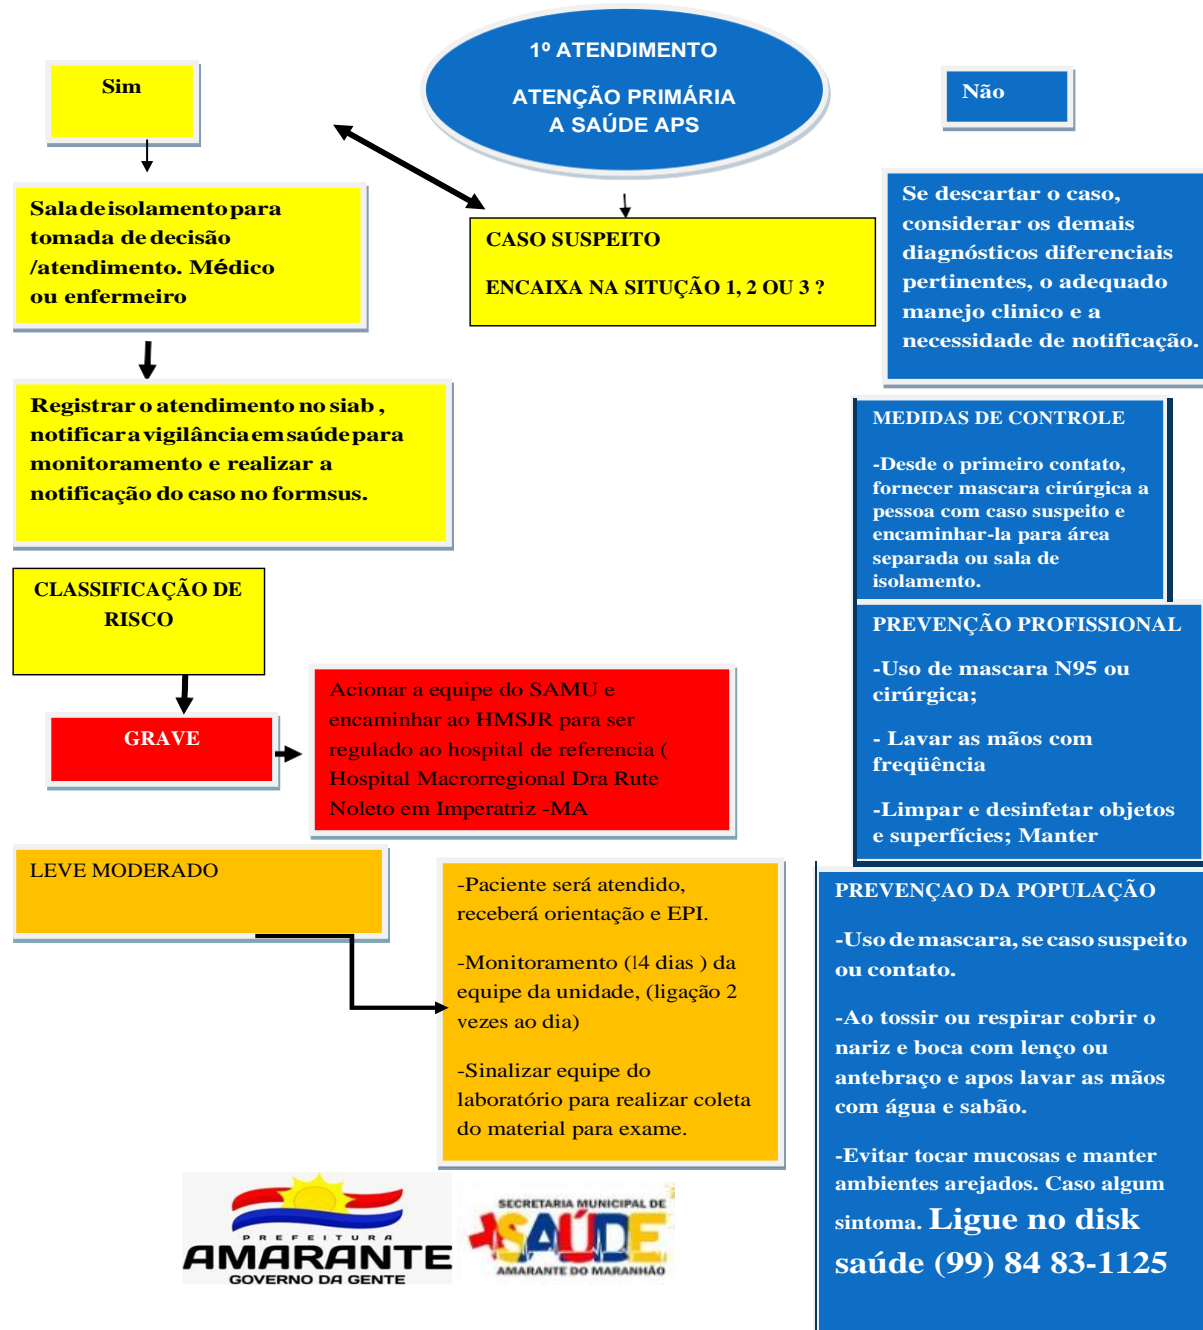 1º ATENDIMENTO
ATENÇÃO PRIMÁRIA
A SAÚDE APS
Sim
Não
Sala de isolamento para
tomada de decisão
/atendimento. Médico
ou enfermeiro
CASO SUSPEITO
ENCAIXA NA SITUÇÃO 1, 2 OU 3 ?
Se descartar o caso,
considerar os demais
diagnósticos diferenciais
pertinentes, o adequado
manejo clinico e a
necessidade de notificação.
Registrar o atendimento no siab ,
notificar a vigilância em saúde para
monitoramento e realizar a
notificação do caso no formsus.
MEDIDAS DE CONTROLE
-Desde o primeiro contato,
fornecer mascara cirúrgica a
pessoa com caso suspeito e
encaminhar-la para área
separada ou sala de
isolamento.
CLASSIFICAÇÃO DE
RISCO
PREVENÇÃO PROFISSIONAL
-Uso de mascara N95 ou
cirúrgica;
- Lavar as mãos com
freqüência
-Limpar e desinfetar objetos
e superfícies; Manter
GRAVE
Acionar a equipe do SAMU e
encaminhar ao HMSJR para ser
regulado ao hospital de referencia (
Hospital Macrorregional Dra Rute
Noleto em Imperatriz -MA
LEVE MODERADO
-Paciente será atendido,
receberá orientação e EPI.
-Monitoramento (14 dias ) da
equipe da unidade, (ligação 2
vezes ao dia)
-Sinalizar equipe do
laboratório para realizar coleta
do material para exame.
PREVENÇAO DA POPULAÇÃO
-Uso de mascara, se caso suspeito
ou contato.
-Ao tossir ou respirar cobrir o
nariz e boca com lenço ou
antebraço e apos lavar as mãos
com água e sabão.
-Evitar tocar mucosas e manter
ambientes arejados. Caso algum
sintoma. Ligue no disk
saúde (99) 84 83-1125
PREFEITURA
AMARANTE
GOVERNO DA GENTE
SECRETARIA MUNICIPAL DE
SAÚDE
AMARANTE DO MARANHÃO